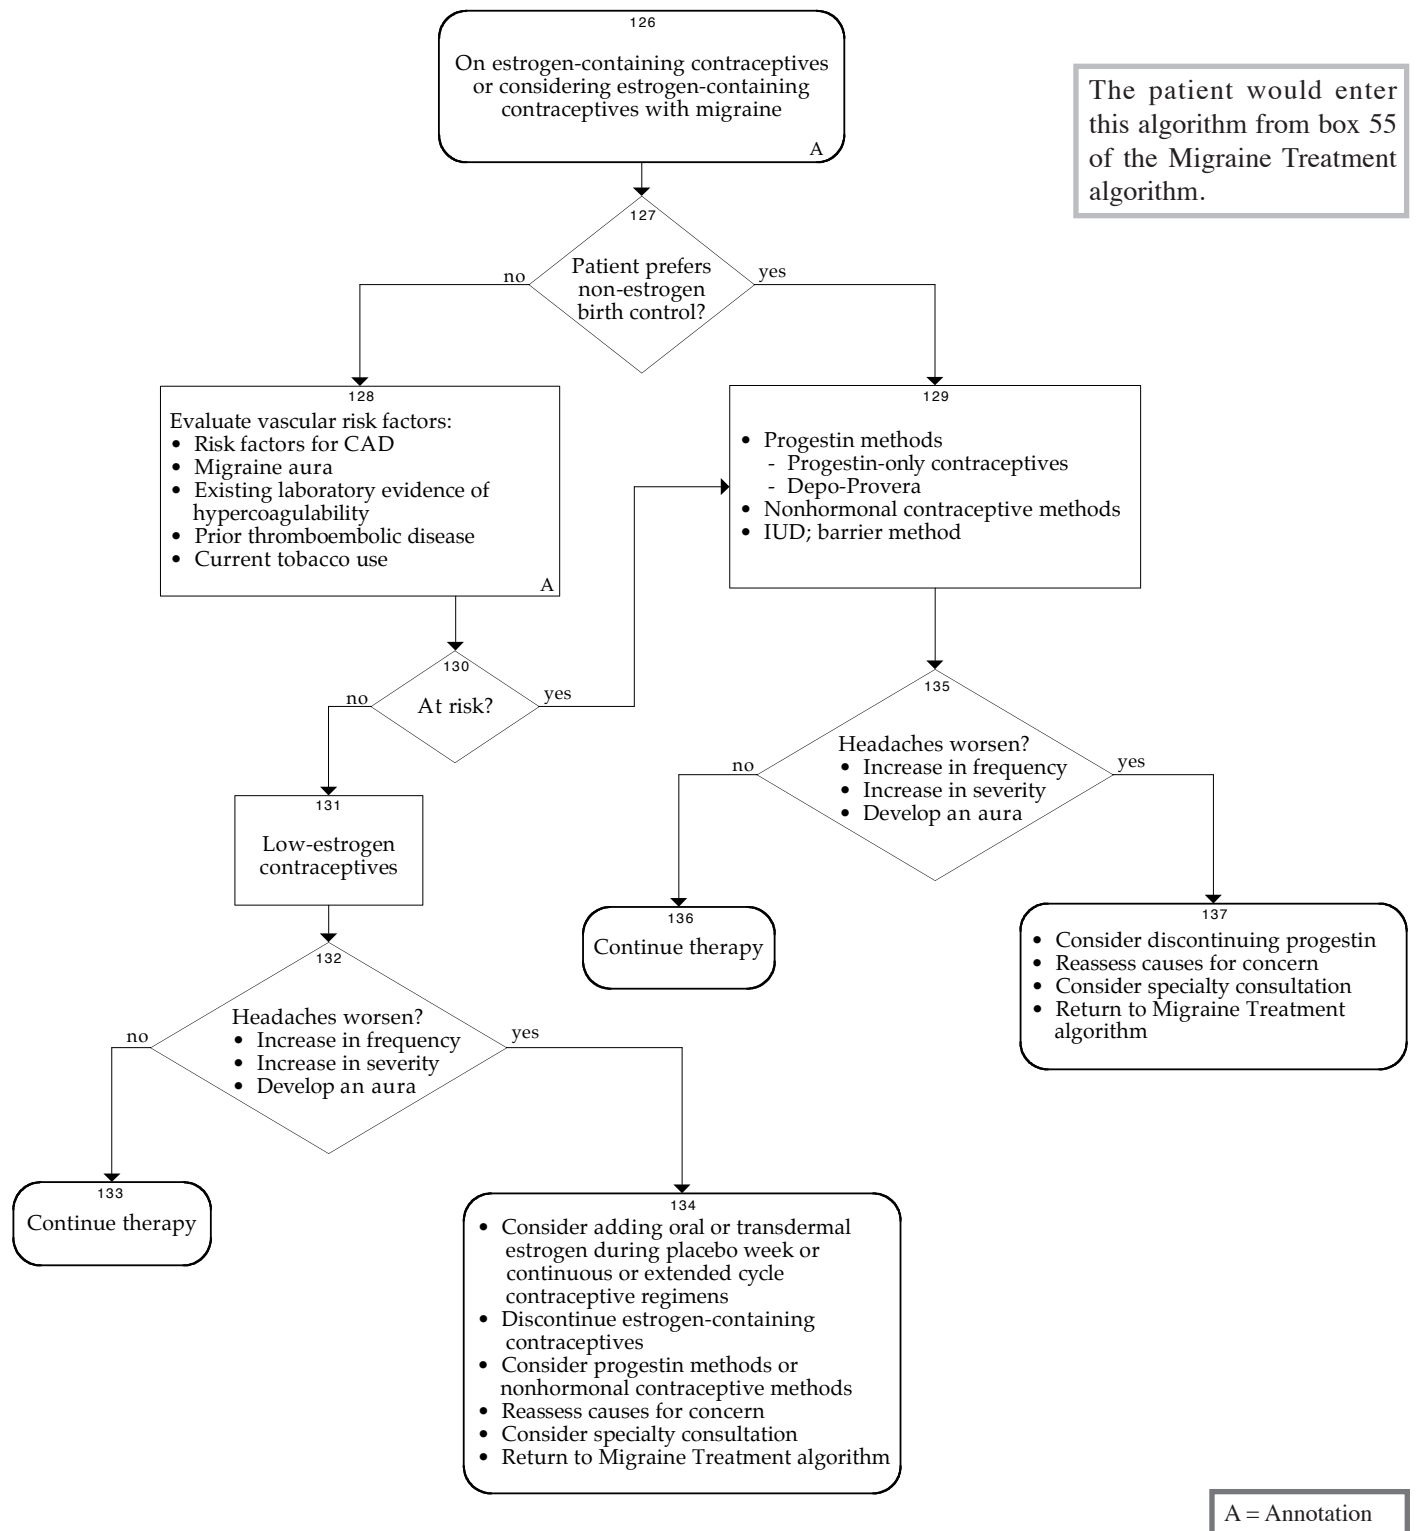 126
On estrogen-containing contraceptives
or considering estrogen-containing
contraceptives with migraine
A
The patient would enter
this algorithm from box 55
of the Migraine Treatment
algorithm.
127
Patient prefers
non-estrogen
birth control?
no
yes
128
Evaluate vascular risk factors:
• Risk factors for CAD
• Migraine aura
• Existing laboratory evidence of
hypercoagulability
• Prior thromboembolic disease
• Current tobacco use
A
129
• Progestin methods
- Progestin-only contraceptives
- Depo-Provera
• Nonhormonal contraceptive methods
• IUD; barrier method
130
At risk?
no
yes
131
Low-estrogen
contraceptives
135
Headaches worsen?
• Increase in frequency
• Increase in severity
• Develop an aura
no
yes
136
Continue therapy
137
• Consider discontinuing progestin
• Reassess causes for concern
• Consider specialty consultation
• Return to Migraine Treatment
algorithm
132
Headaches worsen?
• Increase in frequency
• Increase in severity
• Develop an aura
no
yes
133
Continue therapy
134
• Consider adding oral or transdermal
estrogen during placebo week or
continuous or extended cycle
contraceptive regimens
• Discontinue estrogen-containing
contraceptives
• Consider progestin methods or
nonhormonal contraceptive methods
• Reassess causes for concern
• Consider specialty consultation
• Return to Migraine Treatment algorithm
A = Annotation